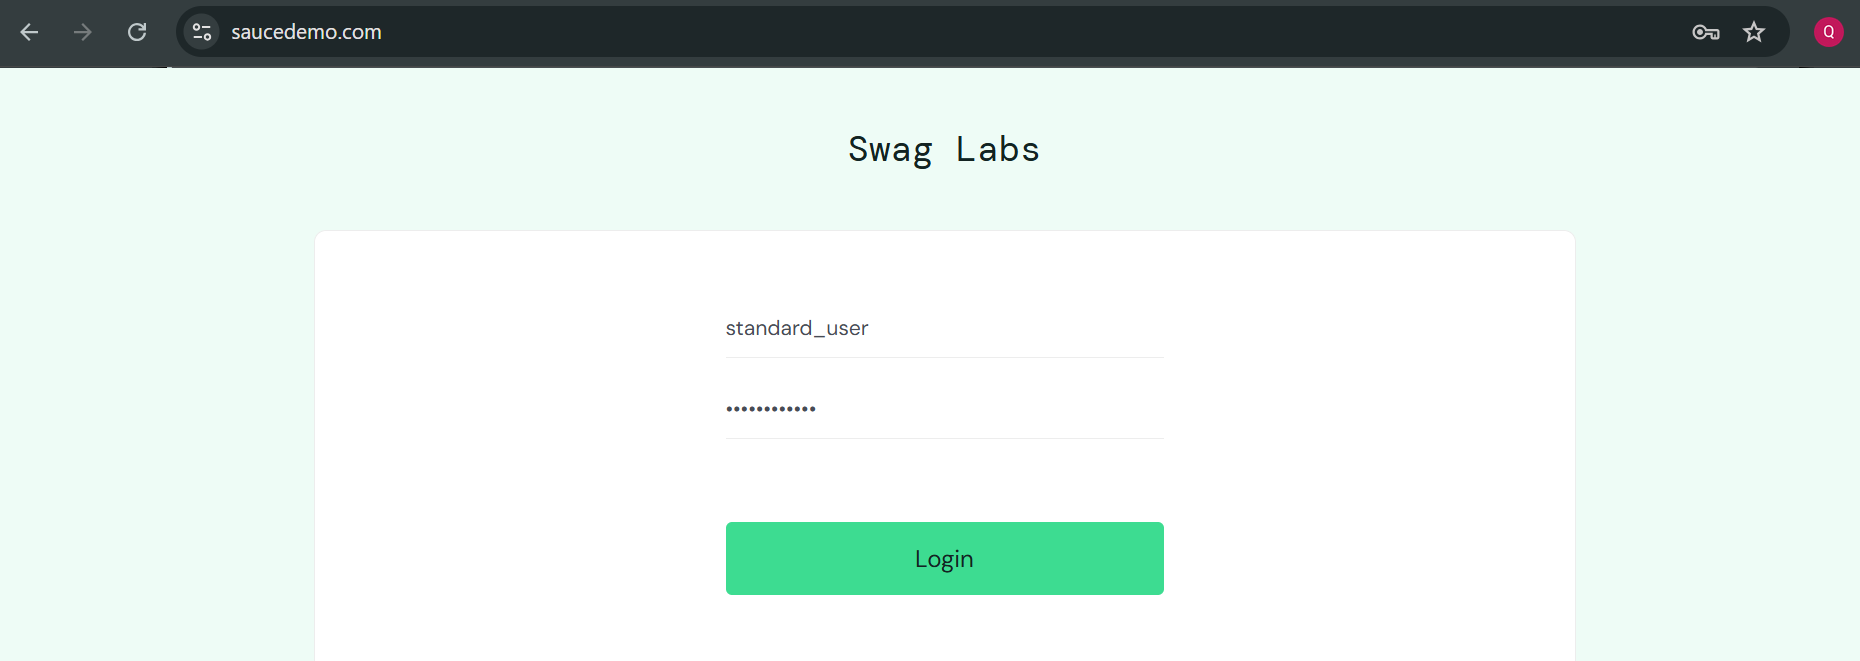 saucedemo.com
Q
Swag Labs
standard_user
••••••••••••
Login